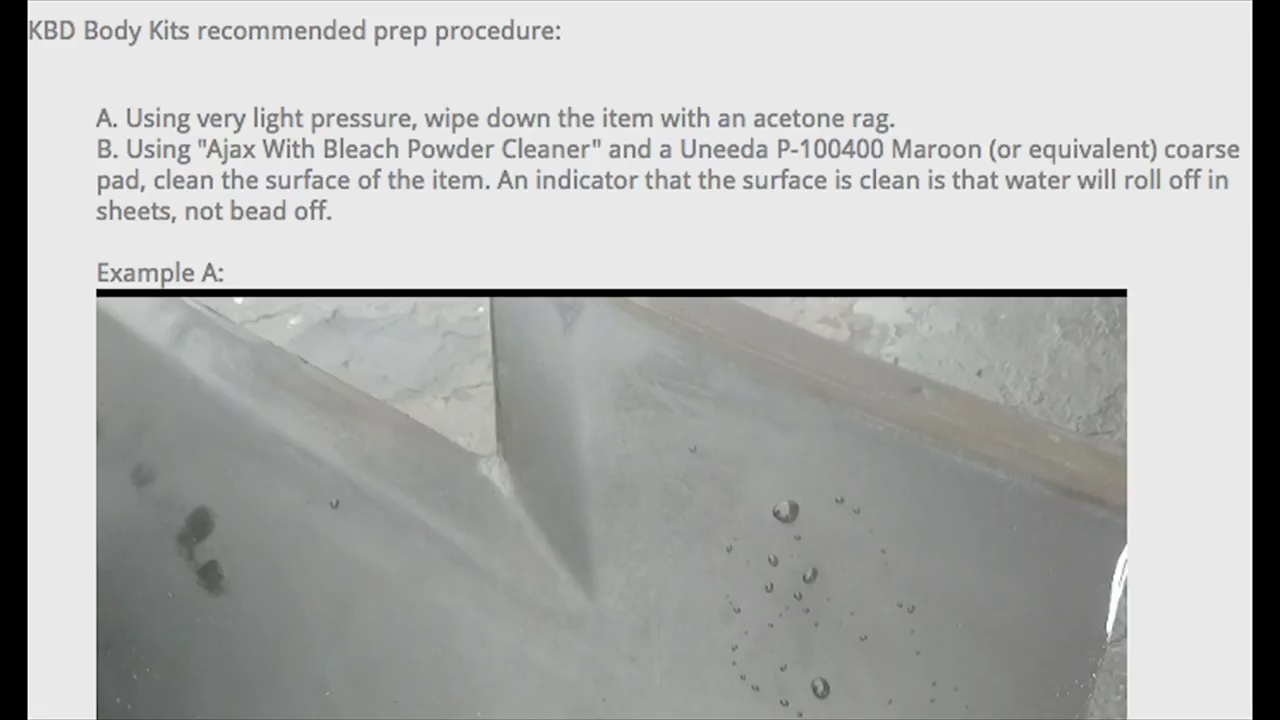 KBD Body Kits recommended prep procedure:
A. Using very light pressure, wipe down the item with an acetone rag.
B. Using "Ajax With Bleach Powder Cleaner" and a Uneeda P-100400 Maroon (or equivalent) coarse
pad, clean the surface of the item. An indicator that the surface is clean is that water will roll off in
sheets, not bead off.
Example A: